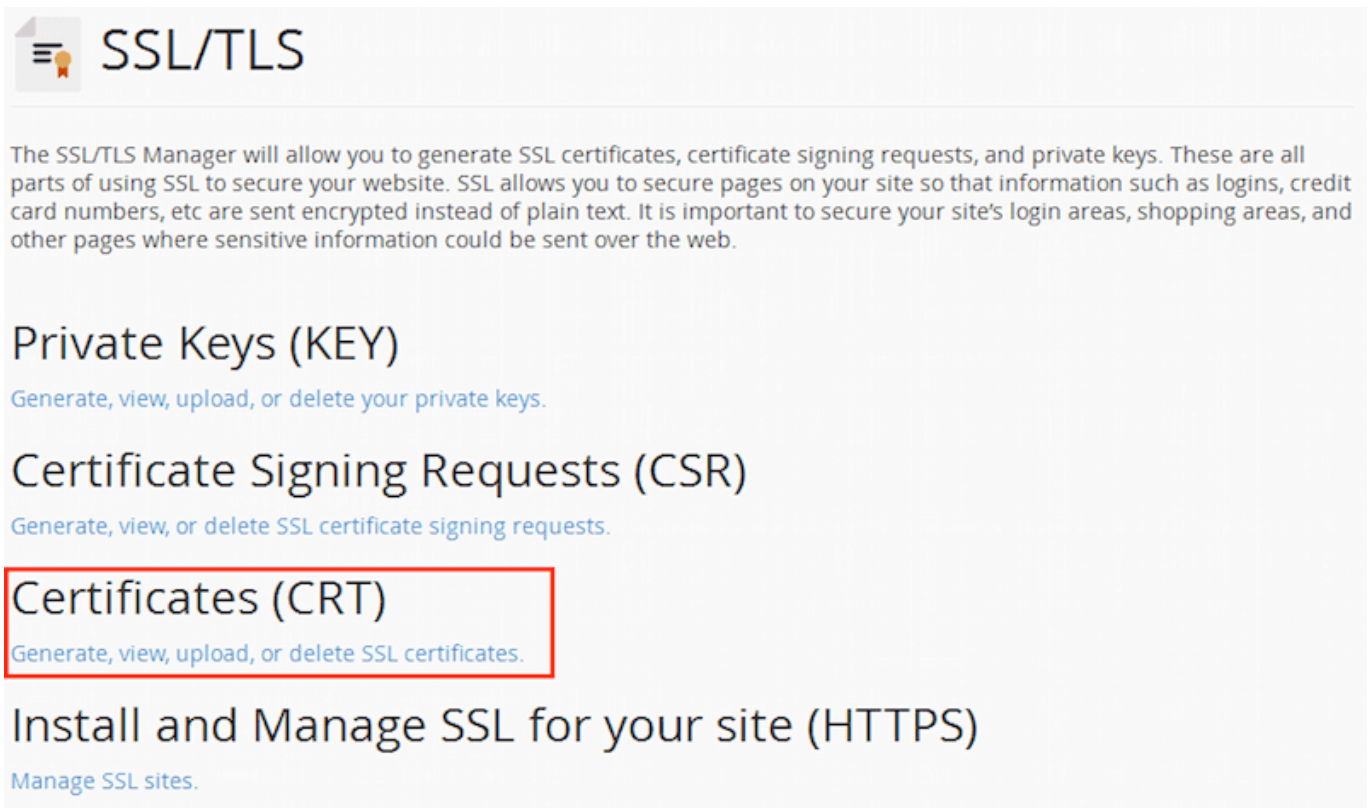 SSL/TLS
The SSL/TLS Manager will allow you to generate SSL certificates, certificate signing requests, and private keys. These are all
parts of using SSL to secure your website. SSL allows you to secure pages on your site so that information such as logins, credit
card numbers, etc are sent encrypted instead of plain text. It is important to secure your site's login areas, shopping areas, and
other pages where sensitive information could be sent over the web.
Private Keys (KEY)
Generate, view, upload, or delete your private keys.
Certificate Signing Requests (CSR)
Generate, view, or delete SSL certificate signing requests.
Certificates (CRT)
Generate, view, upload, or delete SSL certificates.
Install and Manage SSL for your site (HTTPS)
Manage SSL sites.